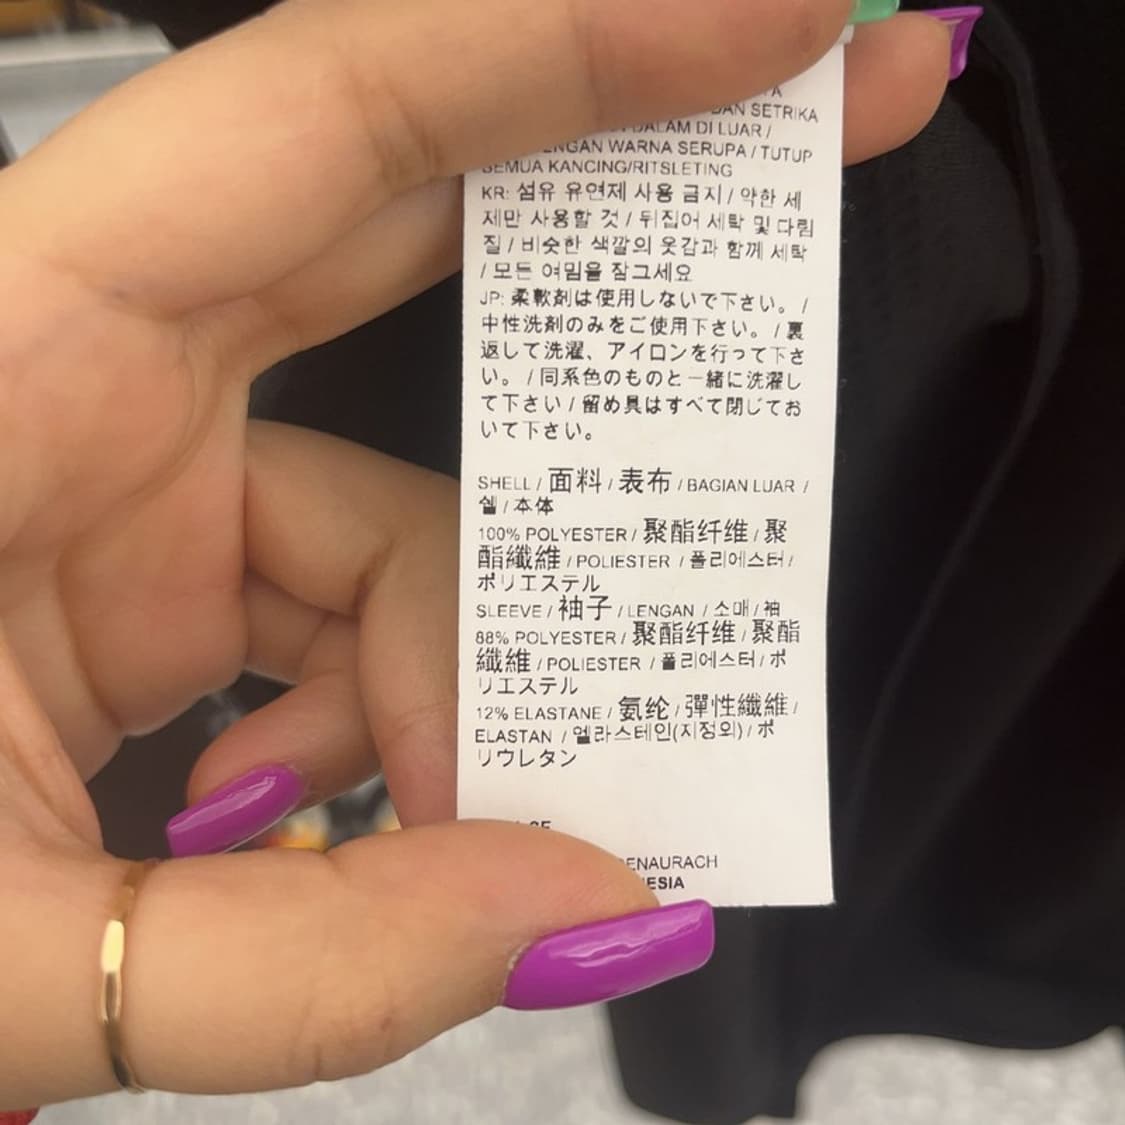 DAN SETRIKA
DALAM DI LUAR /
DENGAN WARNA SERUPA / TUTUP
SEMUA KANCING/RITSLETING
KR: 섬유 유연제 사용 금지 / 약한 세
제만 사용할 것 / 뒤집어 세탁 및 다림
질 / 비슷한 색깔의 옷감과 함께 세탁
/ 모든 여밈을 잠그세요
JP: 柔軟剤は使用しないで下さい。 /
中性洗剤のみをご使用下さい。 / 裏
返して洗濯、アイロンを行って下さ
い。 / 同系色のものと一緒に洗濯し
て下さい / 留め具はすべて閉じてお
いて下さい。
SHELL / 面料 / 表布 / BAGIAN LUAR /
쉘 / 本体
100% POLYESTER / 聚酯纤维 / 聚
酯纖維 / POLIESTER / 폴리에스터 /
ポリエステル
SLEEVE / 袖子 / LENGAN / 소매 / 袖
88% POLYESTER / 聚酯纤维 / 聚酯
纖維 / POLIESTER / 폴리에스터 / ポ
リエステル
12% ELASTANE / 氨纶 / 彈性纖維 /
ELASTAN / 엘라스테인(지정외) / ポ
リウレタン
ENAURACH
ESIA